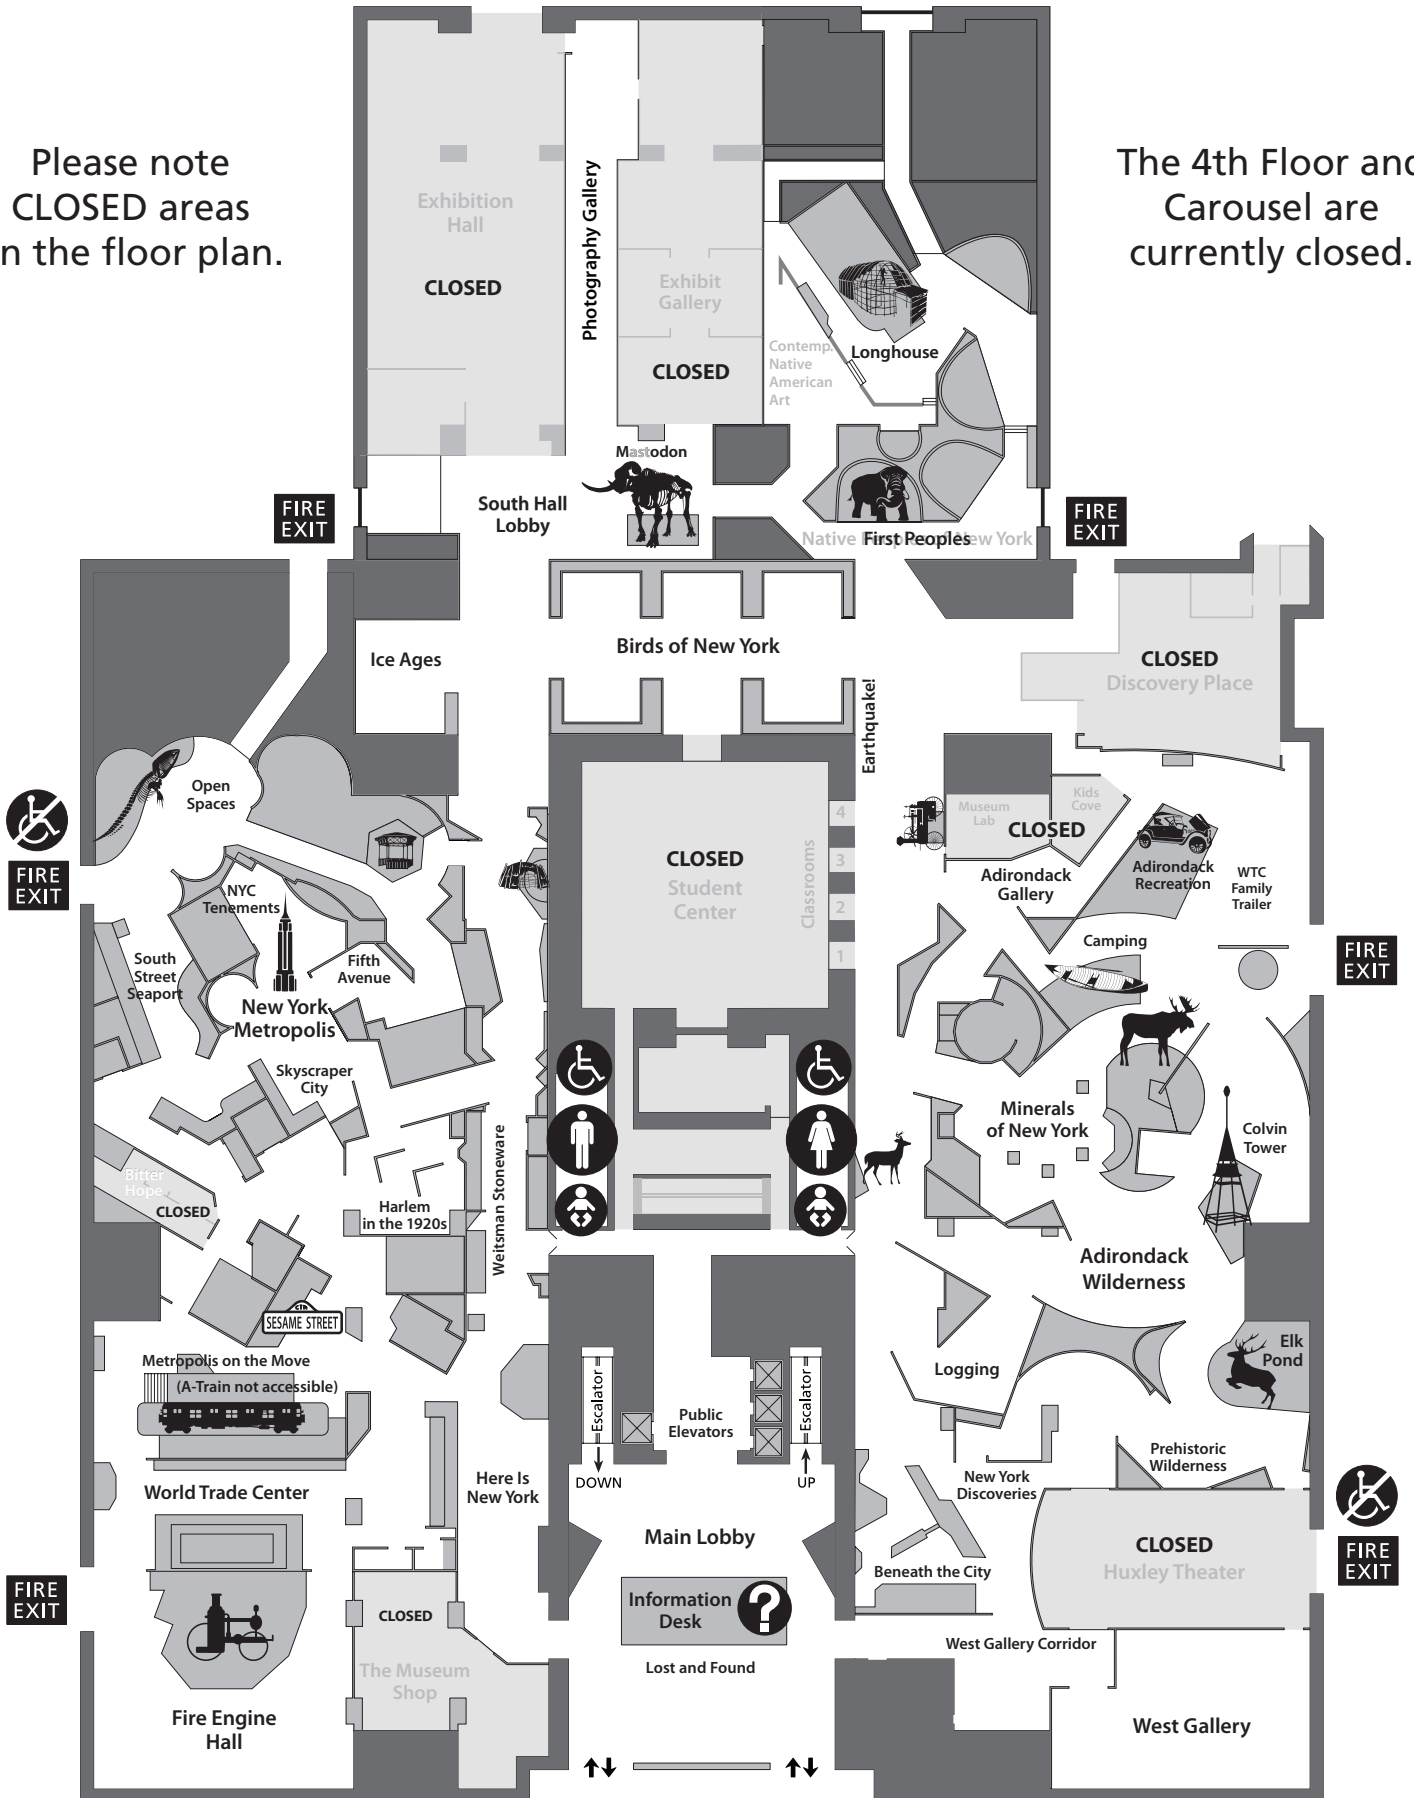 Please note
CLOSED areas
n the floor plan.
The 4th Floor and
Carousel are
currently closed.
Exhibition
Hall
CLOSED
Photography Gallery
Exhibit
Gallery
CLOSED
Contemp.
Native
American
Art
Longhouse
Mastodon
South Hall
Lobby
FIRE
EXIT
FIRE
EXIT
First Peoples
Ice Ages
Birds of New York
Earthquake!
CLOSED
Discovery Place
Open
Spaces
FIRE
EXIT
NYC
Tenements
South
Street
Seaport
Fifth
Avenue
New York
Metropolis
Skyscraper
City
CLOSED
Student
Center
Classrooms
4
3
2
1
Museum
Lab
Kids
Cove
CLOSED
Adirondack
Gallery
Adirondack
Recreation
WTC
Family
Trailer
Camping
FIRE
EXIT
Minerals
of New York
Colvin
Tower
Bitter
Hope
CLOSED
Harlem
in the 1920s
Weitsman Stoneware
Adirondack
Wilderness
CTW
SESAME STREET
Metropolis on the Move
(A-Train not accessible)
Escalator
DOWN
Public
Elevators
Escalator
UP
Logging
Elk
Pond
World Trade Center
Here Is
New York
Main Lobby
New York
Discoveries
Prehistoric
Wilderness
CLOSED
Huxley Theater
FIRE
EXIT
Beneath the City
FIRE
EXIT
CLOSED
The Museum
Shop
Information
Desk
?
Lost and Found
West Gallery Corridor
Fire Engine
Hall
West Gallery